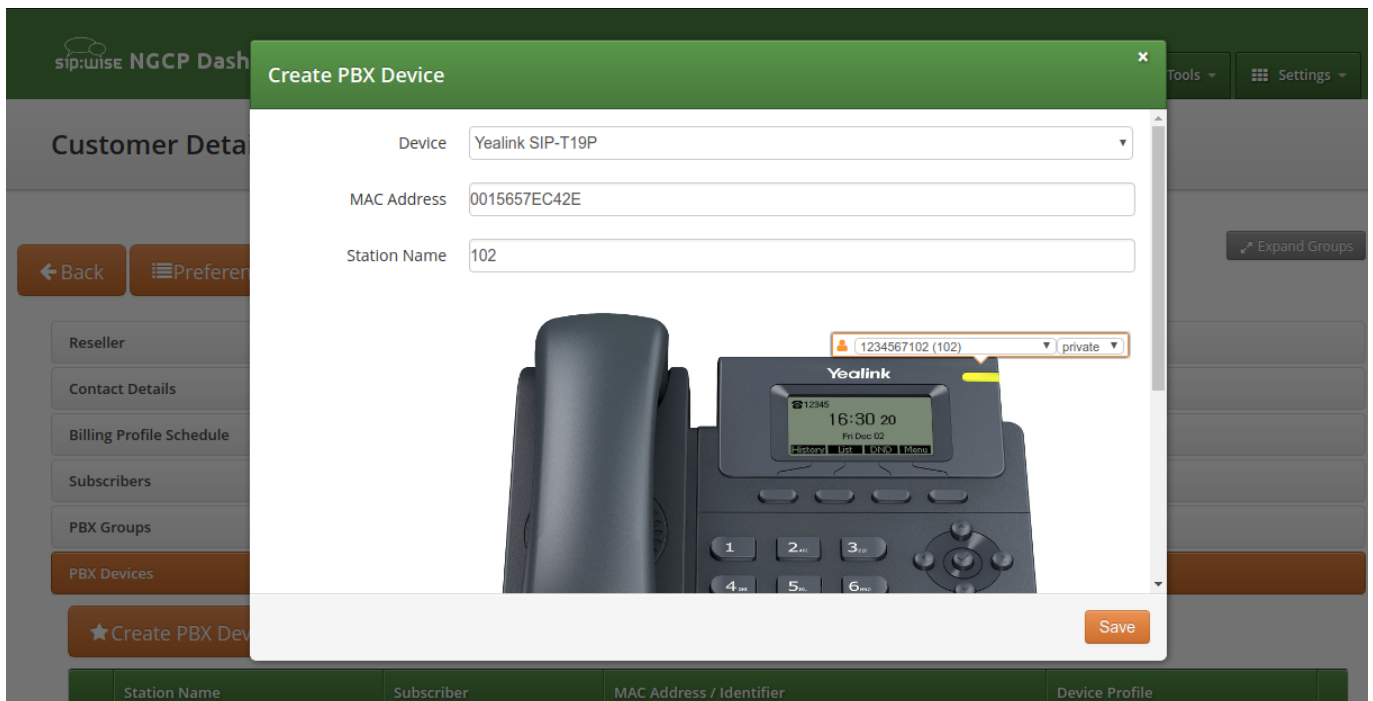 sip:wise NGCP Dash
Tools
Settings
Create PBX Device
×
Customer Detai
Device
Yealink SIP-T19P
MAC Address
0015657EC42E
Station Name
102
Back
Preferen
Expand Groups
1234567102 (102)
private
Yealink
12345
16:30 20
Fri Dec 02
History List DND Menu
1 2 ABC 3
4 5 6
Reseller
Contact Details
Billing Profile Schedule
Subscribers
PBX Groups
PBX Devices
Create PBX Dev
Save
Station Name Subscriber MAC Address / Identifier Device Profile